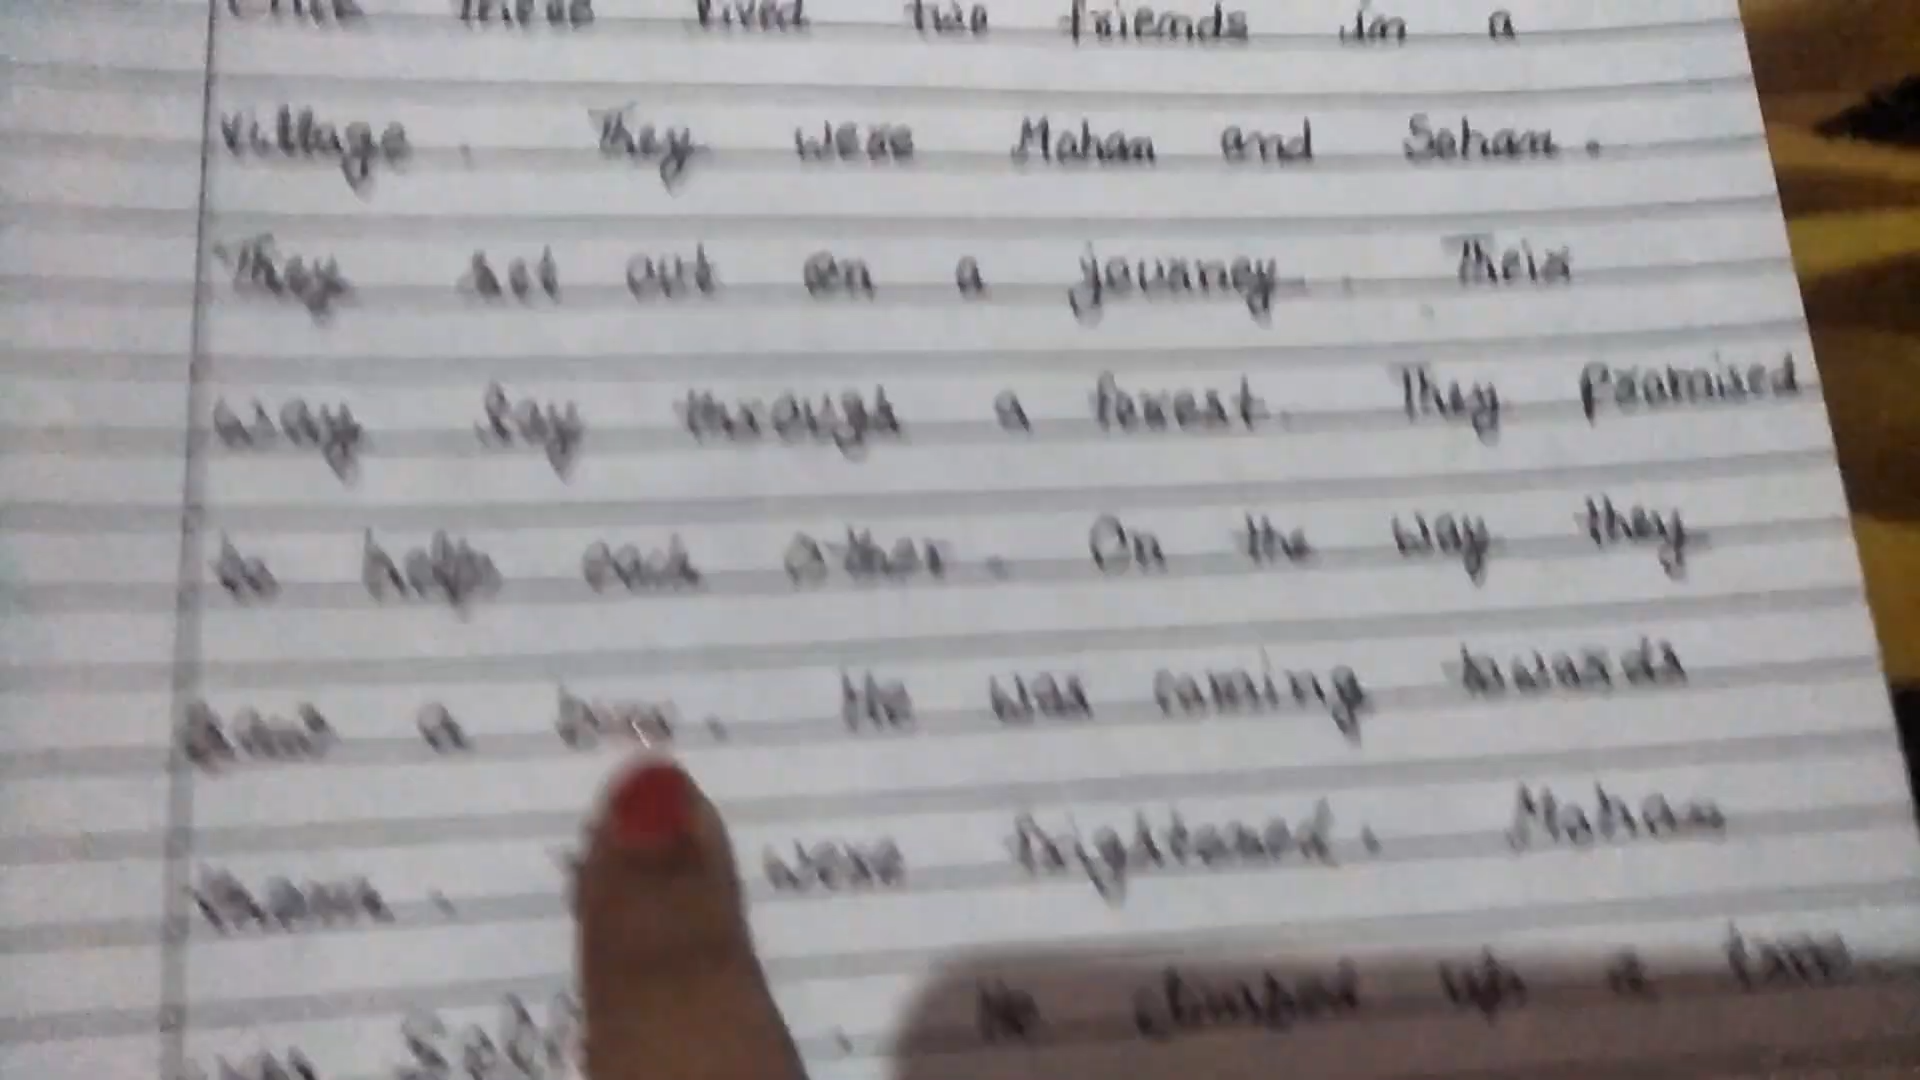 Once there lived two friends in a
village. They were Mohan and Sohan.
They set out on a journey. Their
way lay through a forest. They promised
to help each other. On the way they
a He was coming towards
them. were frightened. Mohan
was He climbed up a tree